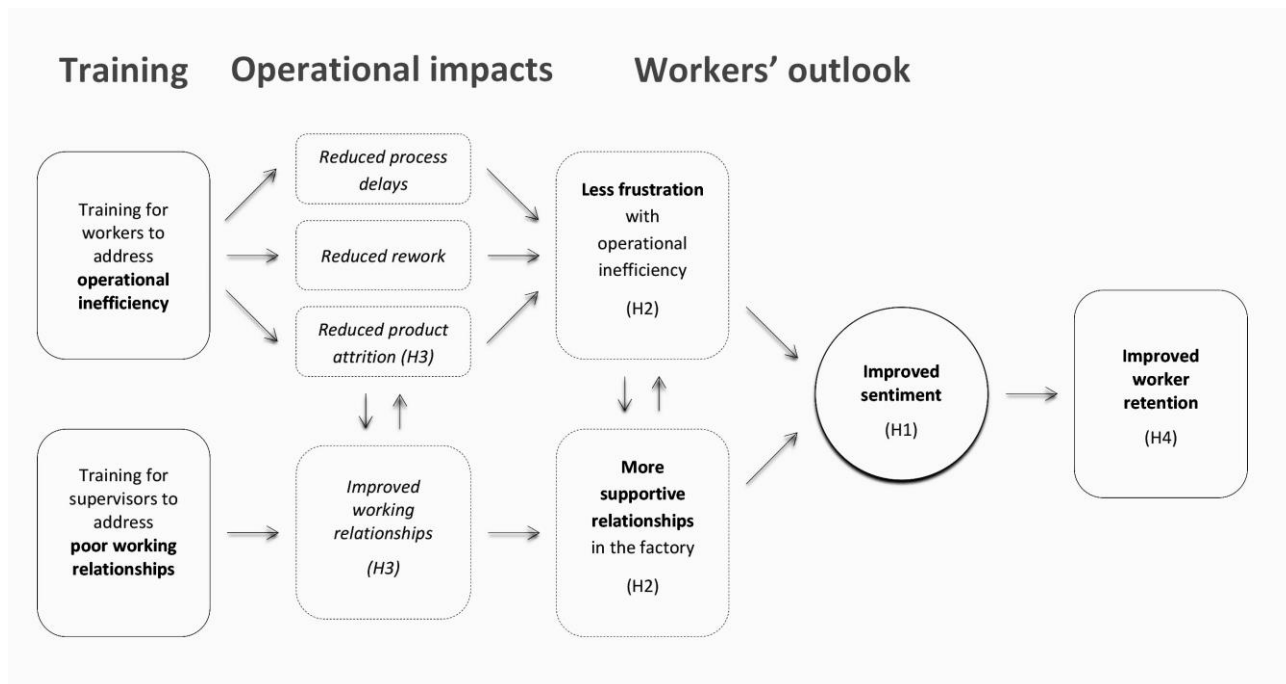 Training
Operational impacts
Workers’ outlook
Training for
workers to
address
operational
inefficiency
Reduced process
delays
Reduced rework
Reduced product
attrition (H3)
Less frustration
with
operational
inefficiency
(H2)
Training for
supervisors to
address
poor working
relationships
Improved
working
relationships
(H3)
More
supportive
relationships
in the factory
(H2)
Improved
sentiment
(H1)
Improved
worker
retention
(H4)